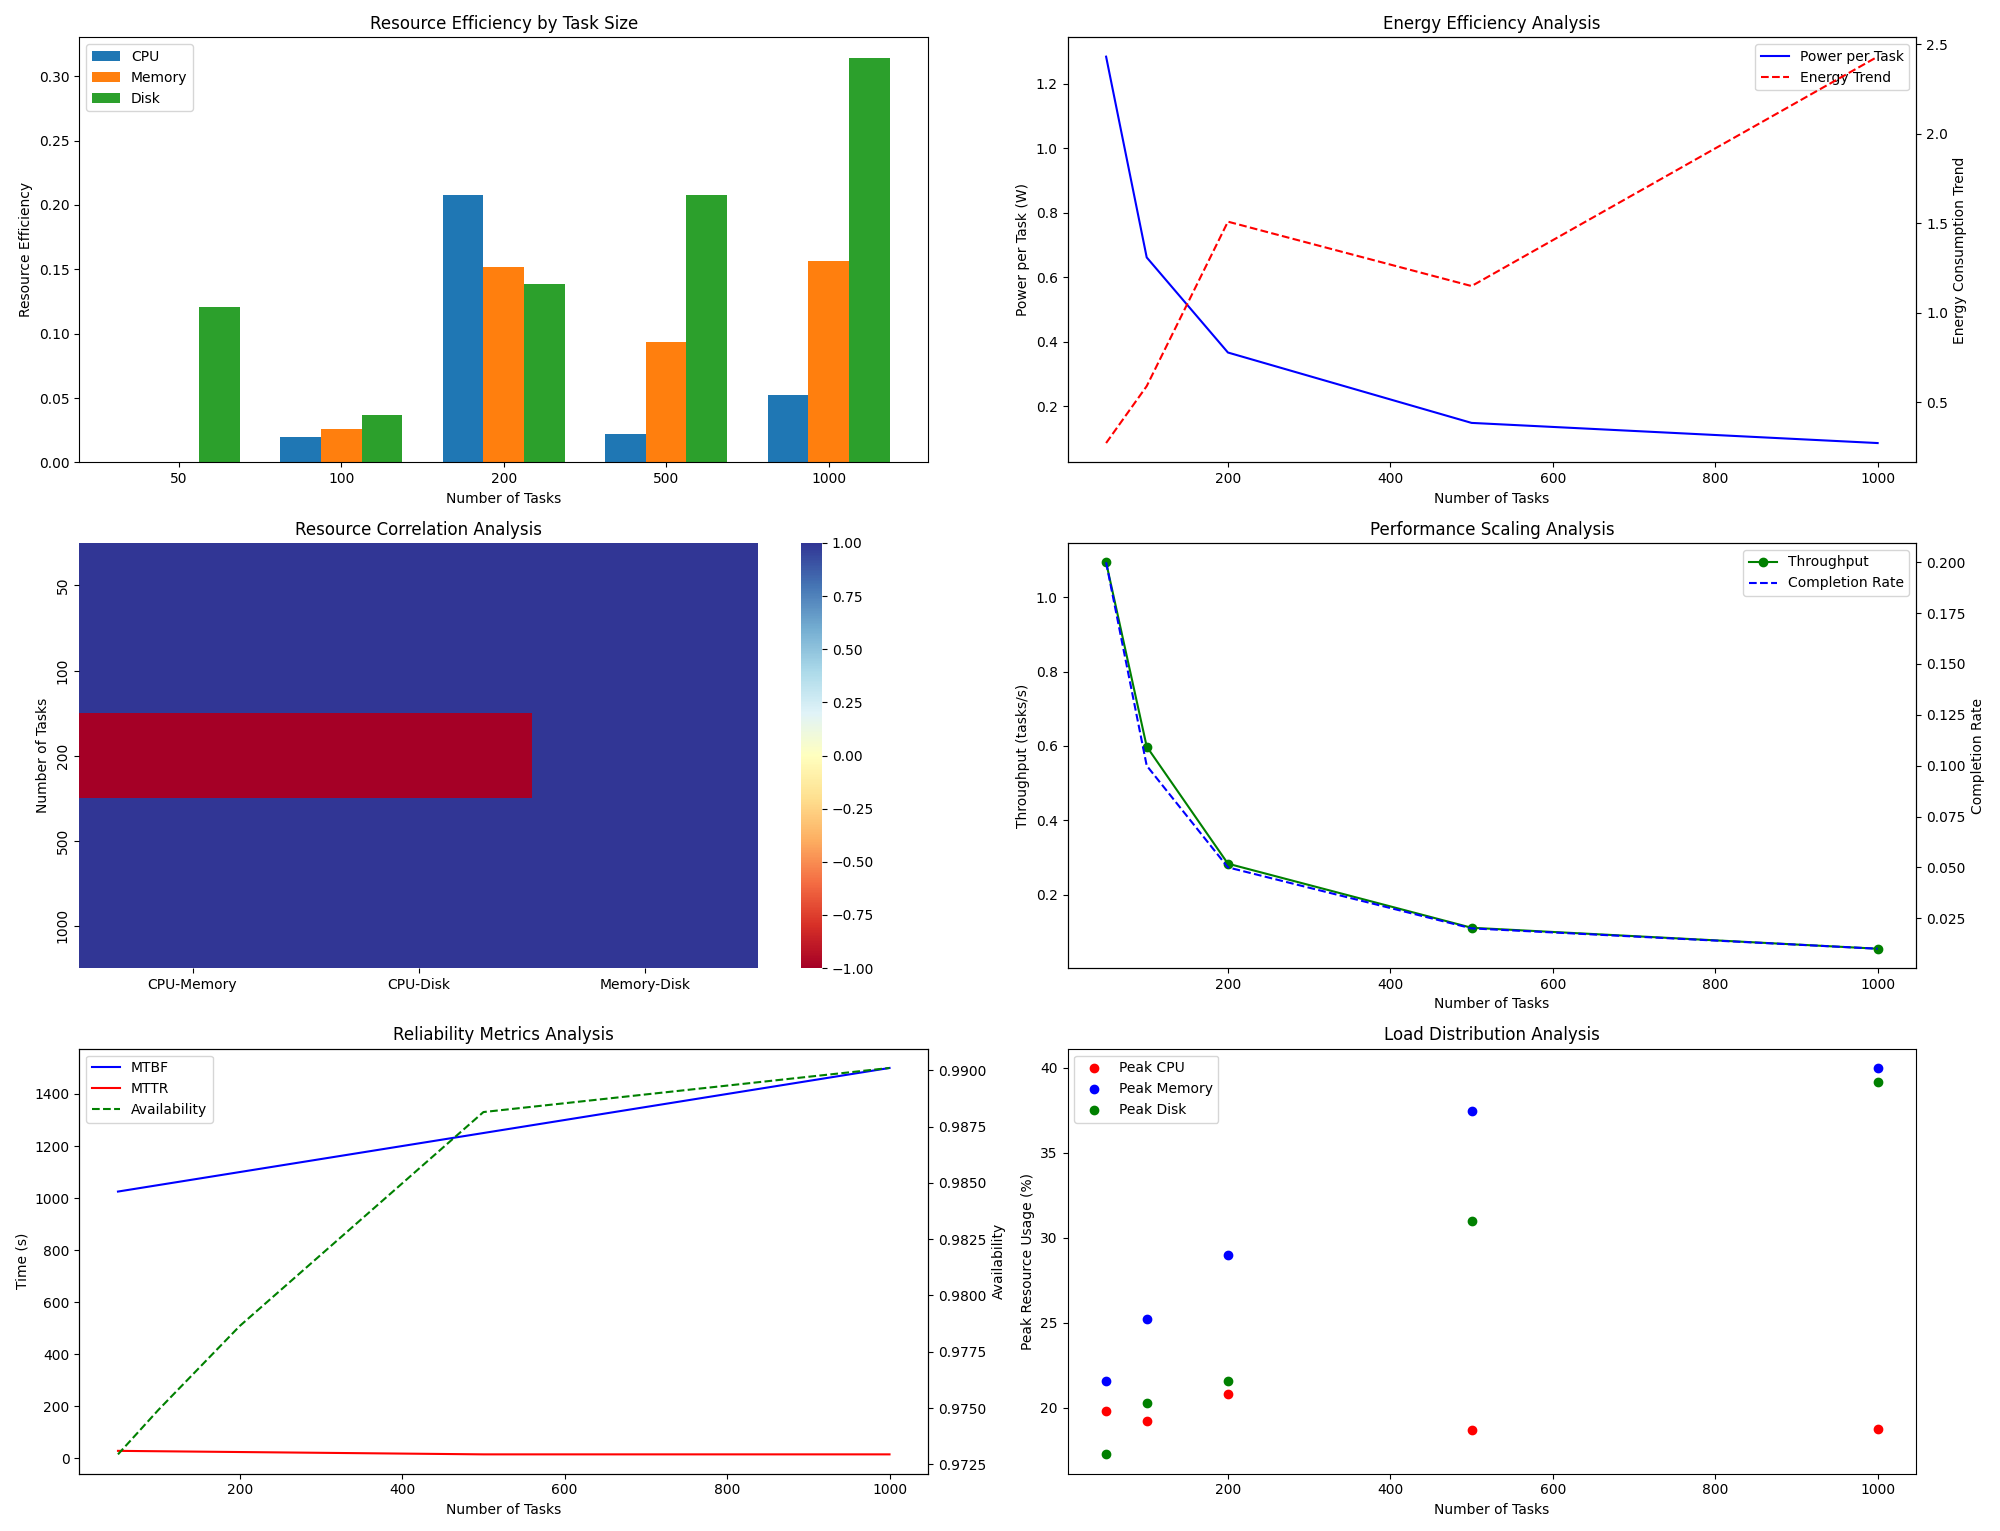 Resource Efficiency by Task Size
CPU
Memory
Disk
0.30
0.25
0.20
0.15
0.10
0.05
0.00
Resource Efficiency
50 100 200 500 1000
Number of Tasks
Energy Efficiency Analysis
Power per Task
Energy Trend
1.2
1.0
0.8
0.6
0.4
0.2
Power per Task (W)
2.5
2.0
1.5
1.0
0.5
Energy Consumption Trend
200 400 600 800 1000
Number of Tasks
Resource Correlation Analysis
50
100
200
500
1000
Number of Tasks
CPU-Memory CPU-Disk Memory-Disk
1.00
0.75
0.50
0.25
0.00
−0.25
−0.50
−0.75
−1.00
Performance Scaling Analysis
Throughput
Completion Rate
1.0
0.8
0.6
0.4
0.2
Throughput (tasks/s)
0.200
0.175
0.150
0.125
0.100
0.075
0.050
0.025
Completion Rate
200 400 600 800 1000
Number of Tasks
Reliability Metrics Analysis
MTBF
MTTR
Availability
1400
1200
1000
800
600
400
200
0
Time (s)
0.9900
0.9875
0.9850
0.9825
0.9800
0.9775
0.9750
0.9725
Availability
200 400 600 800 1000
Number of Tasks
Load Distribution Analysis
Peak CPU
Peak Memory
Peak Disk
40
35
30
25
20
Peak Resource Usage (%)
200 400 600 800 1000
Number of Tasks